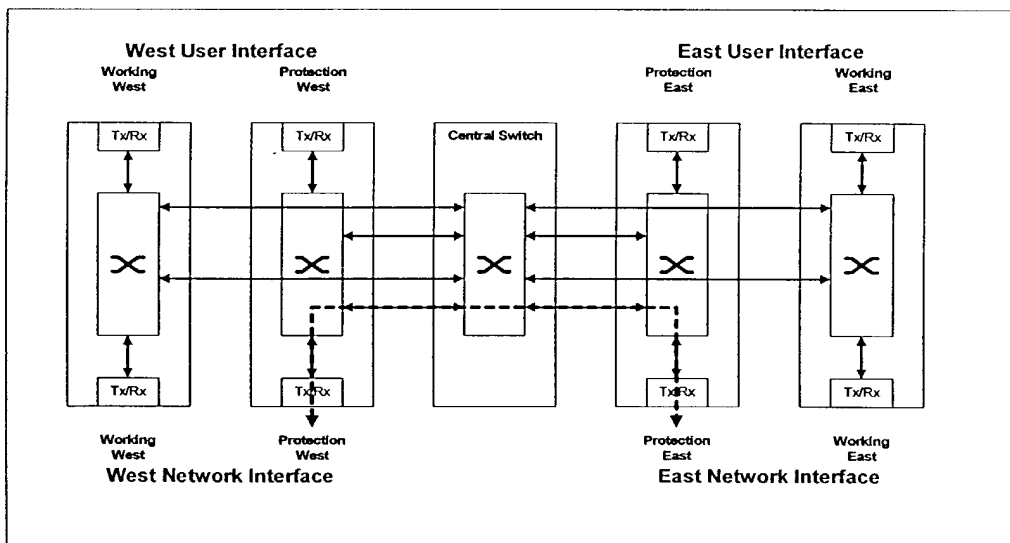 West User Interface
East User Interface
Working
West
Protection
West
Protection
East
Working
East
Tx/Rx
Tx/Rx
Central Switch
Tx/Rx
Tx/Rx
Tx/Rx
Tx/Rx
Tx/Rx
Tx/Rx
Working
West
Protection
West
Protection
East
Working
East
West Network Interface
East Network Interface